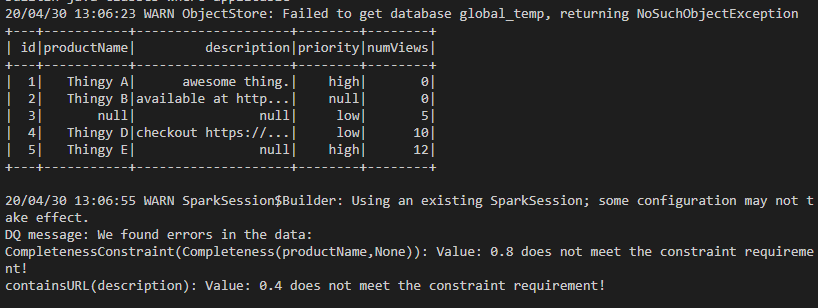 20/04/30 13:06:23 WARN ObjectStore: Failed to get database global_temp, returning NoSuchObjectException
+---+-----------+--------------------+--------+--------+
| id|productName|         description|priority|numViews|
+---+-----------+--------------------+--------+--------+
|  1|   Thingy A|      awesome thing.|    high|       0|
|  2|   Thingy B|available at http...|    null|       0|
|  3|       null|                null|     low|       5|
|  4|   Thingy D|checkout https://...|     low|      10|
|  5|   Thingy E|                null|    high|      12|
+---+-----------+--------------------+--------+--------+
20/04/30 13:06:55 WARN SparkSession$Builder: Using an existing SparkSession; some configuration may not t
ake effect.
DQ message: We found errors in the data:
CompletenessConstraint(Completeness(productName,None)): Value: 0.8 does not meet the constraint requireme
nt!
containsURL(description): Value: 0.4 does not meet the constraint requirement!